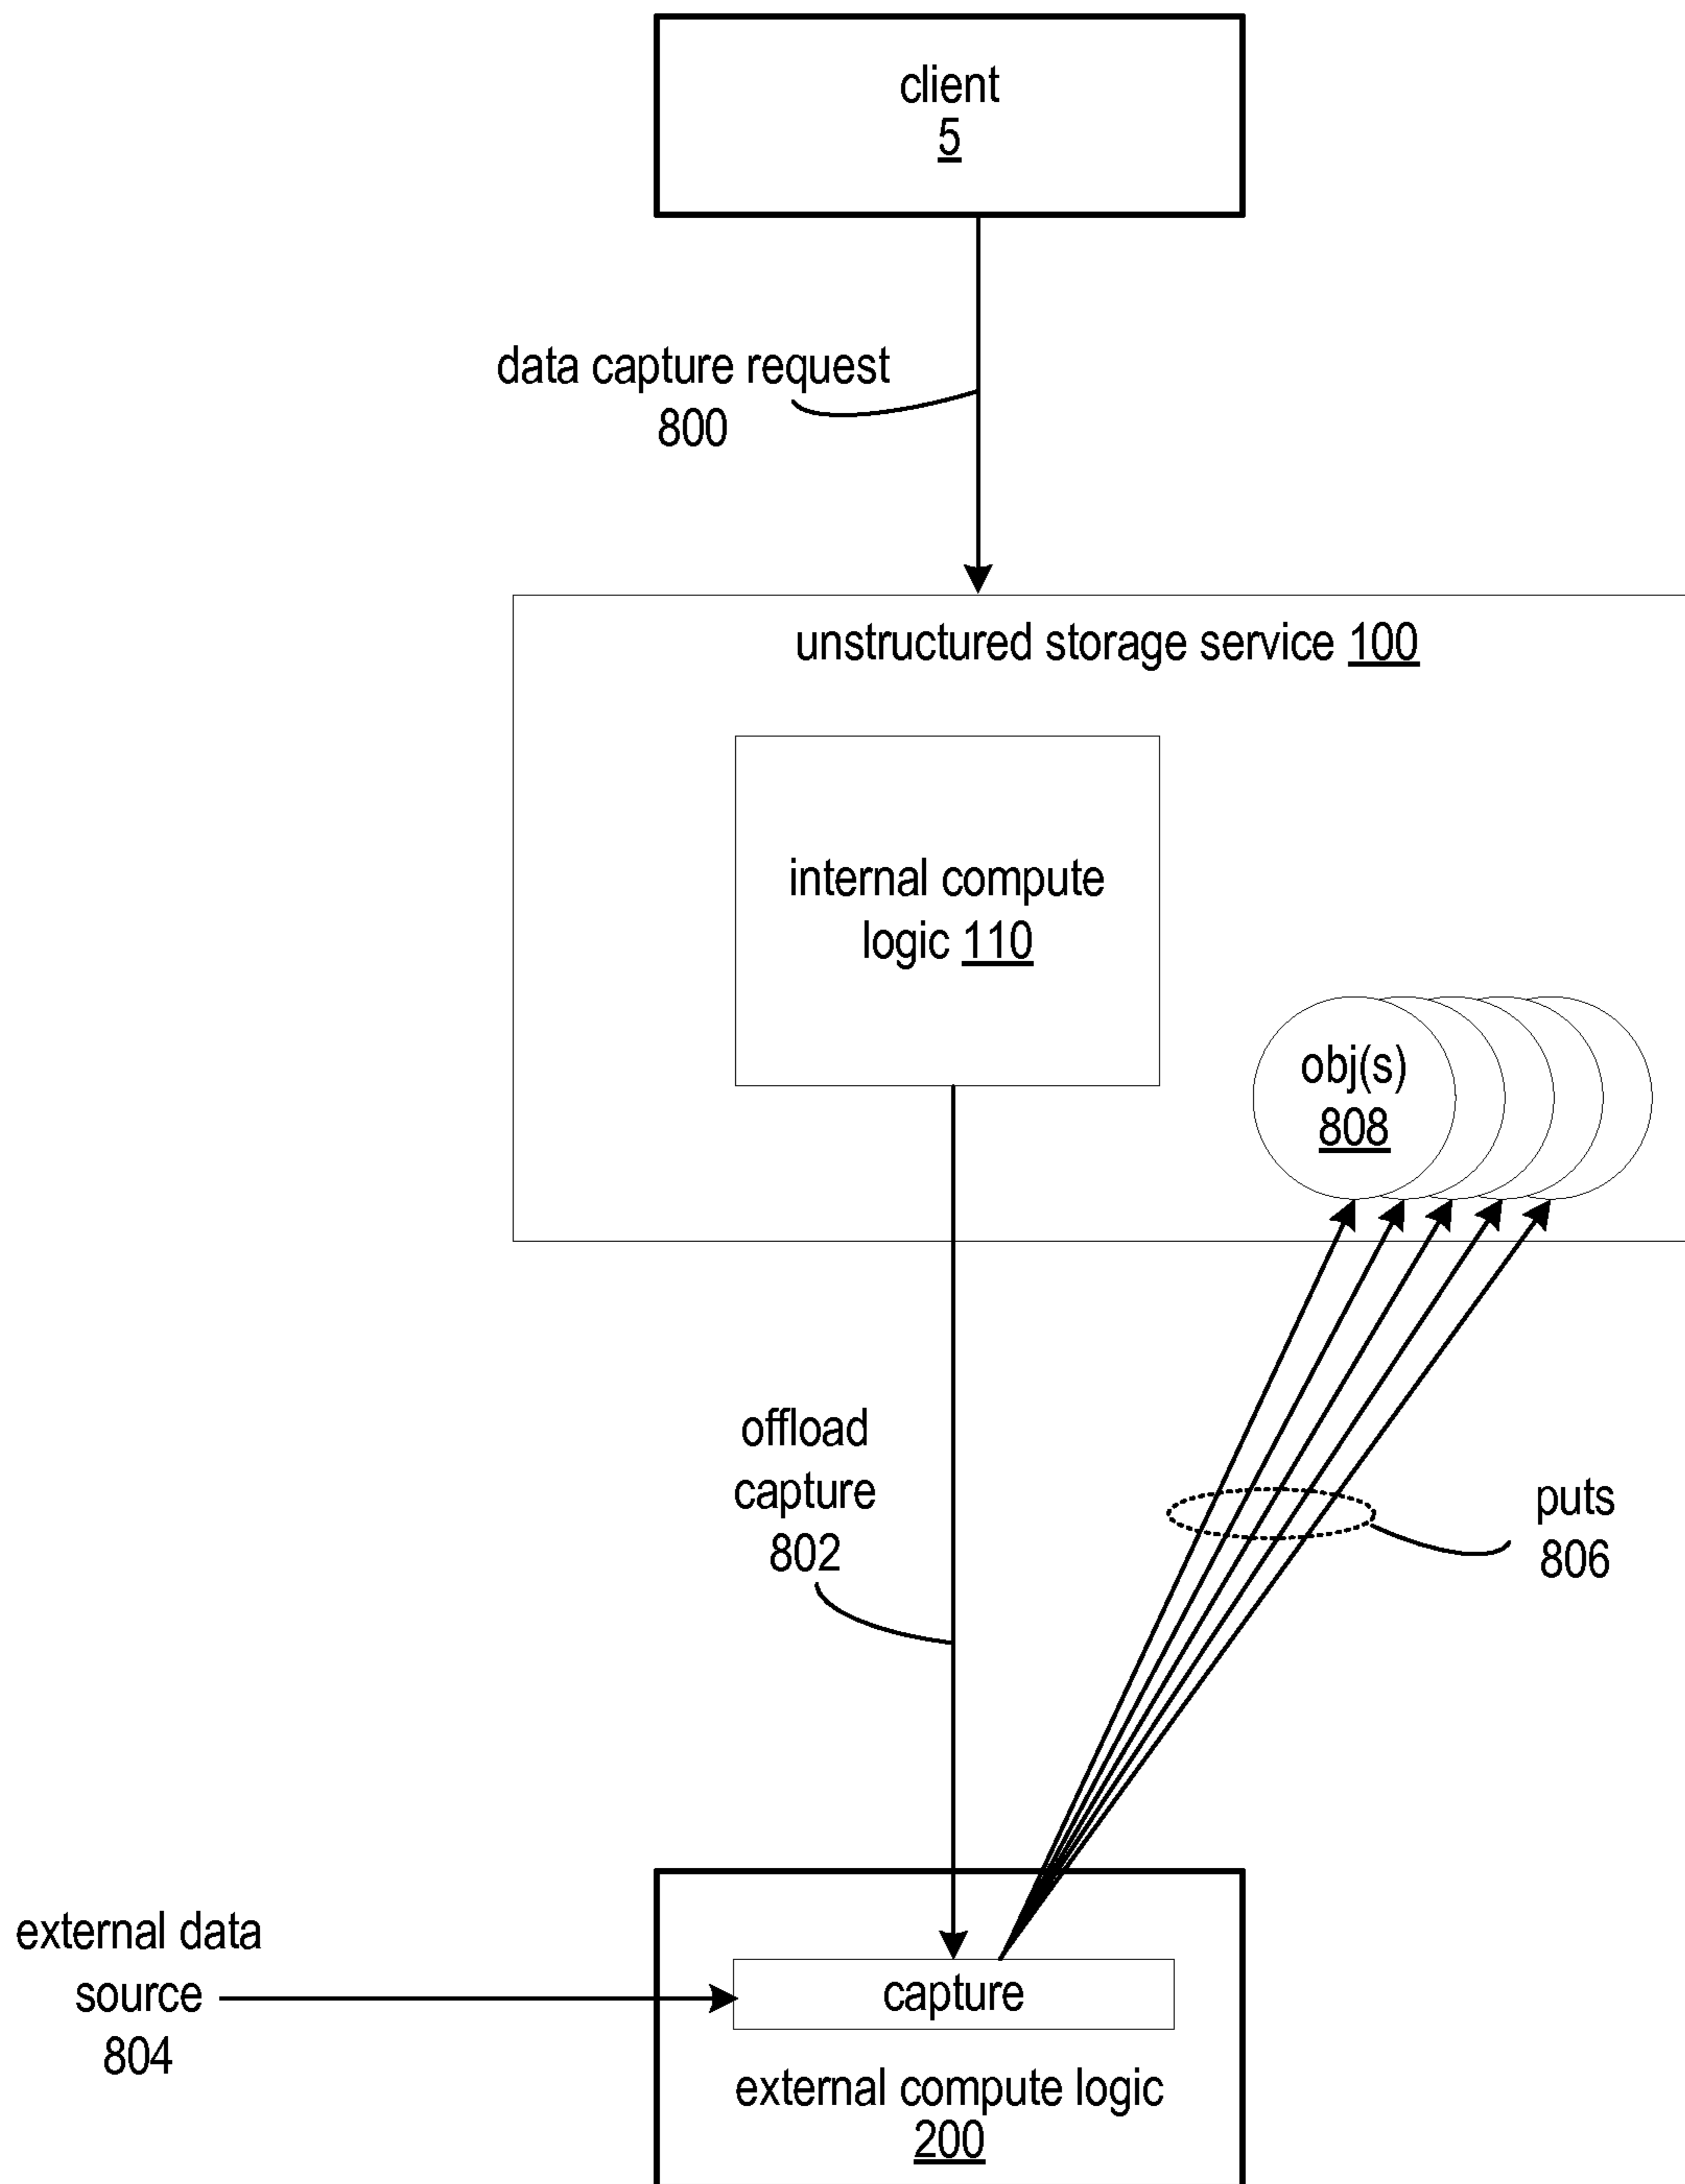 client
5
data capture request
800
unstructured storage service 100
internal compute
logic 110
obj(s)
808
offload
capture
802
puts
806
external data
source
804
capture
external compute logic
200